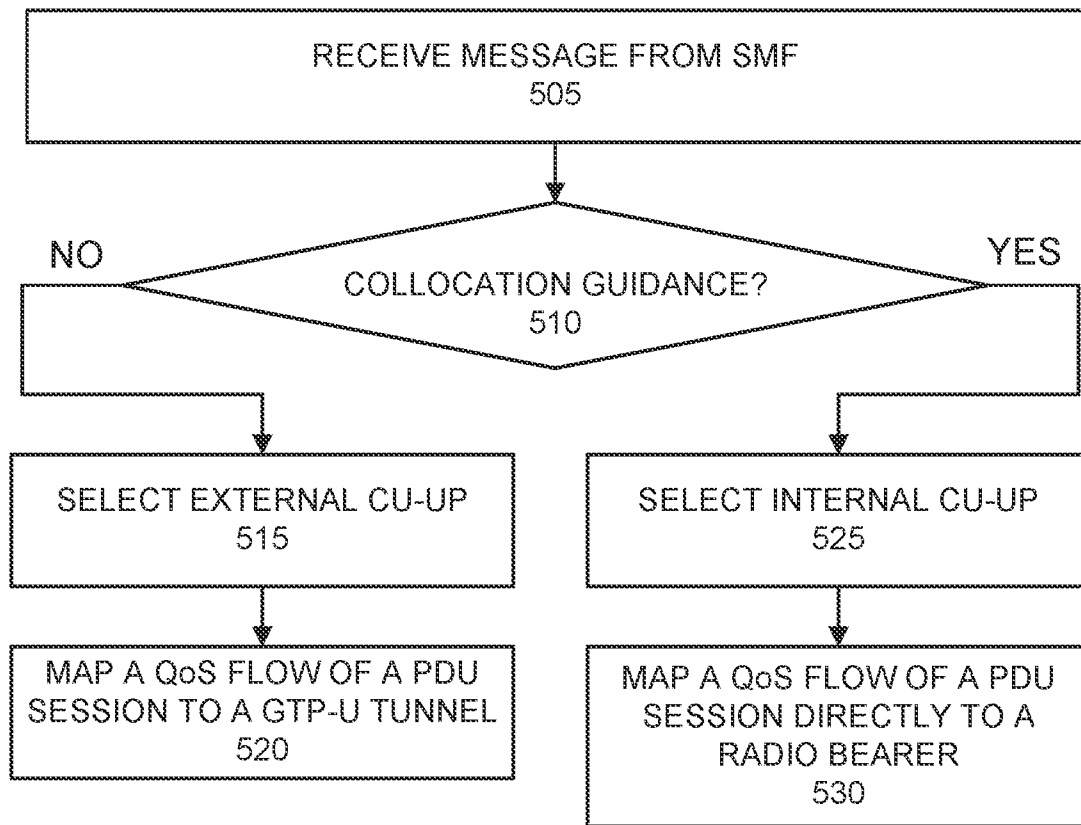 RECEIVE MESSAGE FROM SMF
505
NO
YES
COLLOCATION GUIDANCE?
510
SELECT EXTERNAL CU-UP
515
SELECT INTERNAL CU-UP
525
MAP A QoS FLOW OF A PDU
SESSION TO A GTP-U TUNNEL
520
MAP A QoS FLOW OF A PDU
SESSION DIRECTLY TO A
RADIO BEARER
530